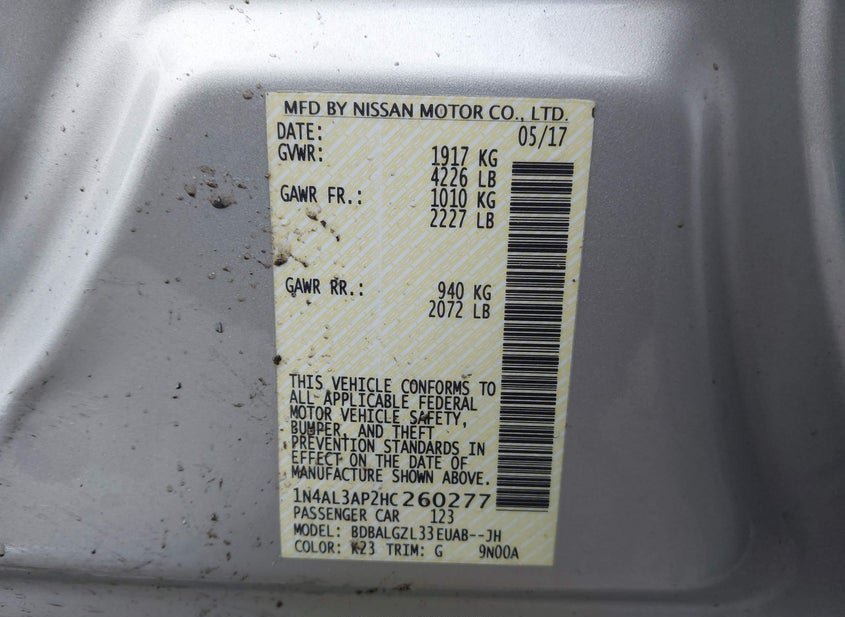 MFD BY NISSAN MOTOR CO., LTD.
DATE: 05/17
GVWR: 1917 KG
4226 LB
GAWR FR.: 1010 KG
2227 LB
GAWR RR.: 940 KG
2072 LB
THIS VEHICLE CONFORMS TO
ALL APPLICABLE FEDERAL
MOTOR VEHICLE SAFETY,
BUMPER, AND THEFT
PREVENTION STANDARDS IN
EFFECT ON THE DATE OF
MANUFACTURE SHOWN ABOVE.
1N4AL3AP2HC260277
PASSENGER CAR 123
MODEL: BDBALGZL33EUAB--JH
COLOR: K23 TRIM: G 9N00A